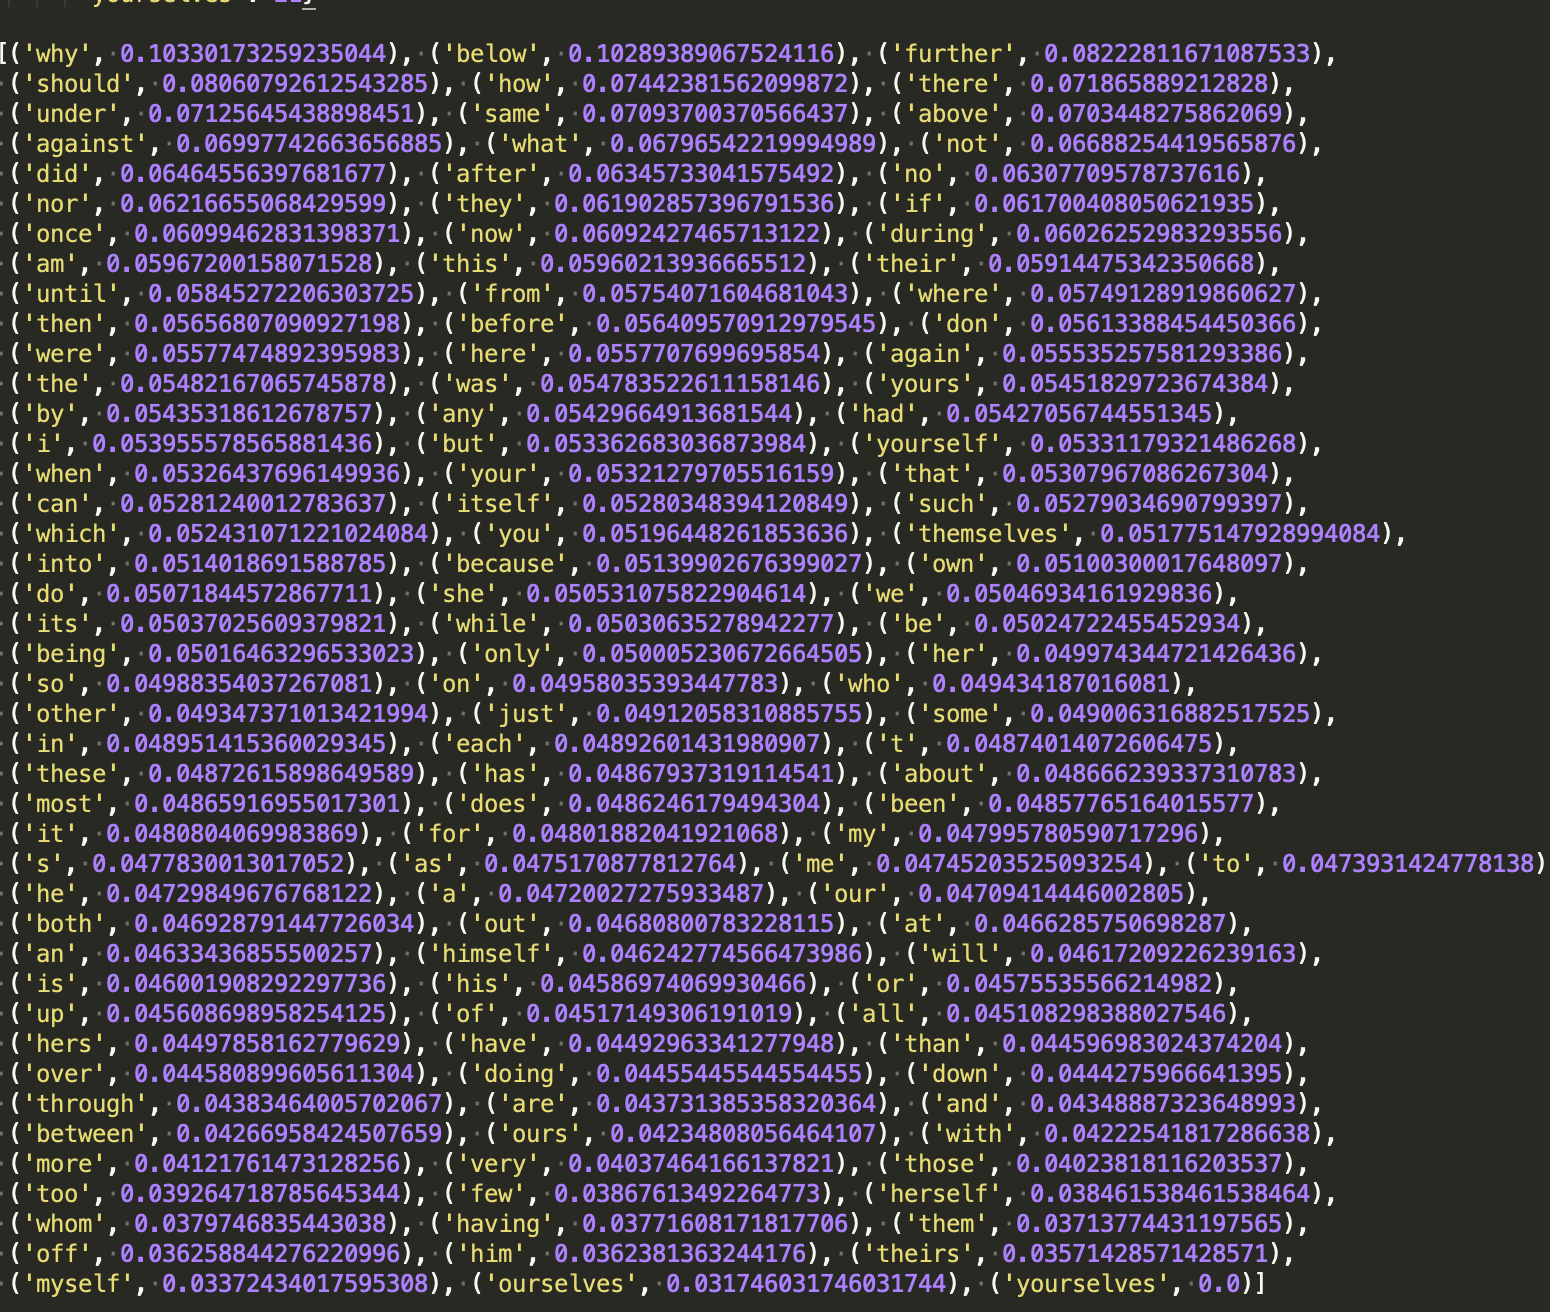 [('why', 0.10330173259235044), ('below', 0.10289389067524116), ('further', 0.08222811671087533),
('should', 0.08060792612543285), ('how', 0.07442381562099872), ('there', 0.071865889212828),
('under', 0.07125645438898451), ('same', 0.07093700370566437), ('above', 0.0703448275862069),
('against', 0.06997742663656885), ('what', 0.06796542219994989), ('not', 0.06688254419565876),
('did', 0.06464556397681677), ('after', 0.06345733041575492), ('no', 0.06307709578737616),
('nor', 0.06216655068429599), ('they', 0.061902857396791536), ('if', 0.061700408050621935),
('once', 0.06099462831398371), ('now', 0.06092427465713122), ('during', 0.06026252983293556),
('am', 0.05967200158071528), ('this', 0.05960213936665512), ('their', 0.05914475342350668),
('until', 0.05845272206303725), ('from', 0.05754071604681043), ('where', 0.05749128919860627),
('then', 0.05656807090927198), ('before', 0.056409570912979545), ('don', 0.05613388454450366),
('were', 0.05577474892395983), ('here', 0.0557707699695854), ('again', 0.055535257581293386),
('the', 0.054821670657​45878), ('was', 0.054783522611158146), ('yours', 0.05451829723674384),
('by', 0.05435318612678757), ('any', 0.05429664913681544), ('had', 0.05427056744551345),
('i', 0.053955578565881436), ('but', 0.053362683036873984), ('yourself', 0.05331179321486268),
('when', 0.05326437696149936), ('your', 0.05321279705516159), ('that', 0.05307967086267304),
('can', 0.05281240012783637), ('itself', 0.05280348394120849), ('such', 0.05279034690799397),
('which', 0.052431071221024084), ('you', 0.05196448261853636), ('themselves', 0.051775147928994084),
('into', 0.0514018691588785), ('because', 0.051399026763​99027), ('own', 0.05100300017648097),
('do', 0.05071844572867711), ('she', 0.050531075822904614), ('we', 0.05046934161929836),
('its', 0.05037025609379821), ('while', 0.05030635278942277), ('be', 0.05024722455452934),
('being', 0.05016463296533023), ('only', 0.050005230672664505), ('her', 0.049974344721426436),
('so', 0.04988354037267081), ('on', 0.04958035393447783), ('who', 0.049434187016081),
('other', 0.049347371013421994), ('just', 0.04912058310885755), ('some', 0.049006316882517525),
('in', 0.048951415360029345), ('each', 0.04892601431980907), ('t', 0.04874014072606475),
('these', 0.04872615898649589), ('has', 0.04867937319114541), ('about', 0.048666239337310783),
('most', 0.04865916955017301), ('does', 0.0486246179494304), ('been', 0.04857765164015577),
('it', 0.0480804069983869), ('for', 0.04801882041921068), ('my', 0.047995780590717296),
('s', 0.0477830013017052), ('as', 0.0475170877812764), ('me', 0.04745203525093254), ('to', 0.0473931424778138)
('he', 0.04729849676768122), ('a', 0.047200272759​33487), ('our', 0.04709414446002805),
('both', 0.046928791447726034), ('out', 0.04680800783228115), ('at', 0.0466285750698287),
('an', 0.04633436855500257), ('himself', 0.046242774566473986), ('will', 0.04617209226239163),
('is', 0.046001908292297736), ('his', 0.04586974069930466), ('or', 0.04575535566214982),
('up', 0.045608698958254125), ('of', 0.04517149306191019), ('all', 0.045108298388027546),
('hers', 0.04497858162779629), ('have', 0.04492963341277948), ('than', 0.044596983024374204),
('over', 0.044580899605611304), ('doing', 0.04455445544554455), ('down', 0.0444275966641395),
('through', 0.04383464005702067), ('are', 0.043731385358320364), ('and', 0.04348887323648993),
('between', 0.04266958424507659), ('ours', 0.04234808056464107), ('with', 0.04222541817286638),
('more', 0.04121761473128256), ('very', 0.04037464166137821), ('those', 0.04023818116203537),
('too', 0.039264718785645344), ('few', 0.03867613492264773), ('herself', 0.038461538461538464),
('whom', 0.0379746835443038), ('having', 0.03771608171817706), ('them', 0.03713774431197565),
('off', 0.036258844276220996), ('him', 0.0362381363244176), ('theirs', 0.03571428571428571),
('myself', 0.03372434017595308), ('ourselves', 0.031746031746031744), ('yourselves', 0.0)]